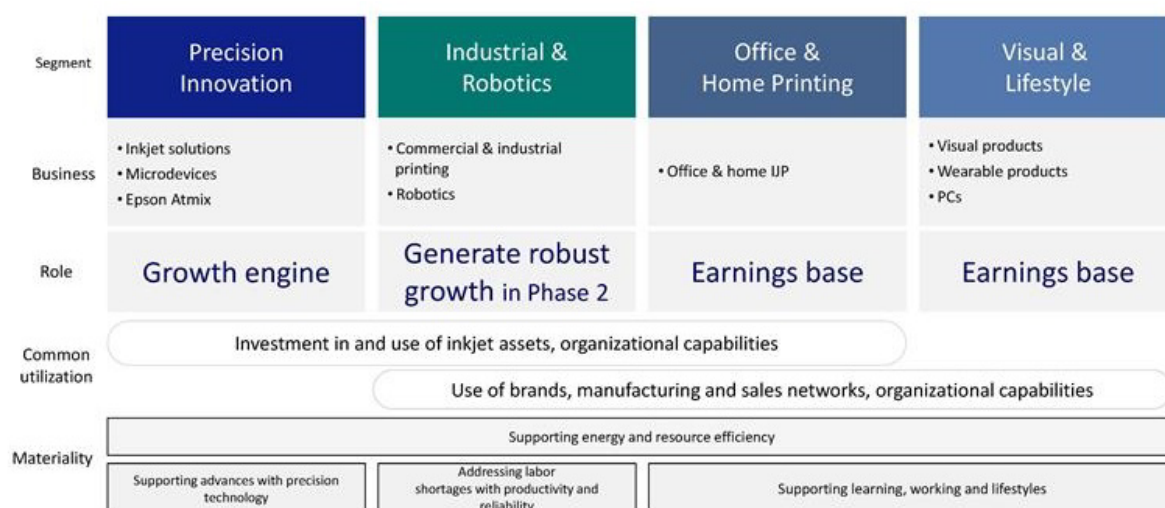 Segment
Precision
Innovation
Industrial &
Robotics
Office &
Home Printing
Visual &
Lifestyle
Business
• Inkjet solutions
• Microdevices
• Epson Atmix
• Commercial & industrial
printing
• Robotics
• Office & home IJP
• Visual products
• Wearable products
• PCs
Role
Growth engine
Generate robust
growth in Phase 2
Earnings base
Earnings base
Common
utilization
Investment in and use of inkjet assets, organizational capabilities
Use of brands, manufacturing and sales networks, organizational capabilities
Materiality
Supporting energy and resource efficiency
Supporting advances with precision
technology
Addressing labor
shortages with productivity and
reliability
Supporting learning, working and lifestyles